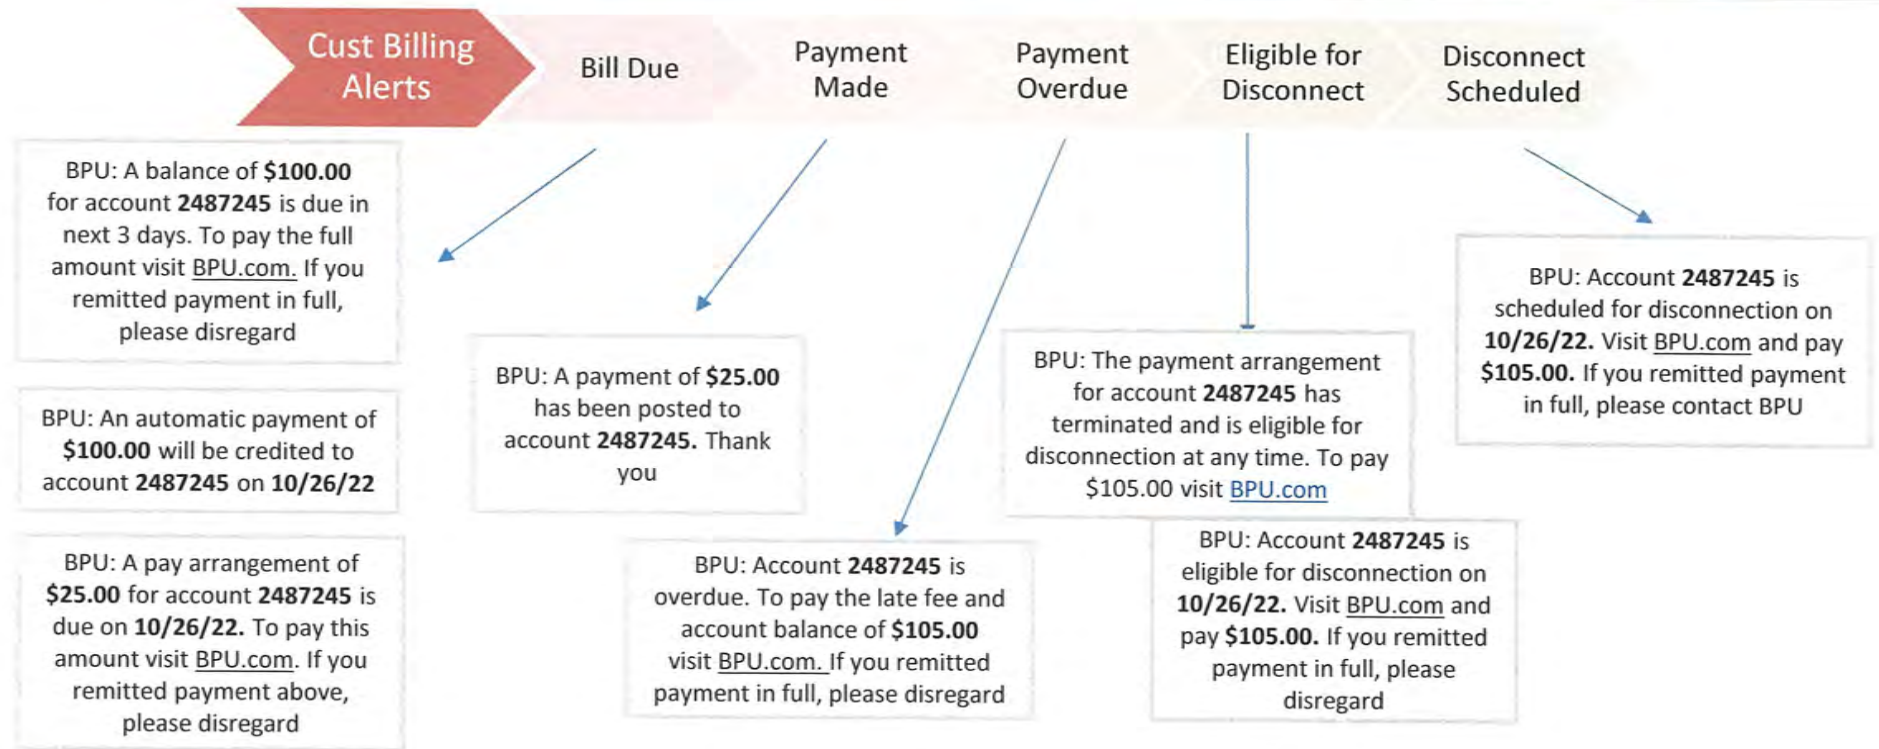 Cust Billing
Alerts
Bill Due
Payment
Made
Payment
Overdue
Eligible for
Disconnect
Disconnect
Scheduled
BPU: A balance of $100.00
for account 2487245 is due in
next 3 days. To pay the full
amount visit BPU.com. If you
remitted payment in full,
please disregard
BPU: An automatic payment of
$100.00 will be credited to
account 2487245 on 10/26/22
BPU: A pay arrangement of
$25.00 for account 2487245 is
due on 10/26/22. To pay this
amount visit BPU.com. If you
remitted payment above,
please disregard
BPU: A payment of $25.00
has been posted to
account 2487245. Thank
you
BPU: Account 2487245 is
overdue. To pay the late fee and
account balance of $105.00
visit BPU.com. If you remitted
payment in full, please disregard
BPU: The payment arrangement
for account 2487245 has
terminated and is eligible for
disconnection at any time. To pay
$105.00 visit BPU.com
BPU: Account 2487245 is
eligible for disconnection on
10/26/22. Visit BPU.com and
pay $105.00. If you remitted
payment in full, please
disregard
BPU: Account 2487245 is
scheduled for disconnection on
10/26/22. Visit BPU.com and pay
$105.00. If you remitted payment
in full, please contact BPU